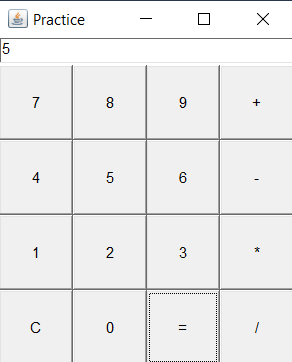 Practice
5
7 8 9 +
4 5 6 -
1 2 3 *
C 0 = /